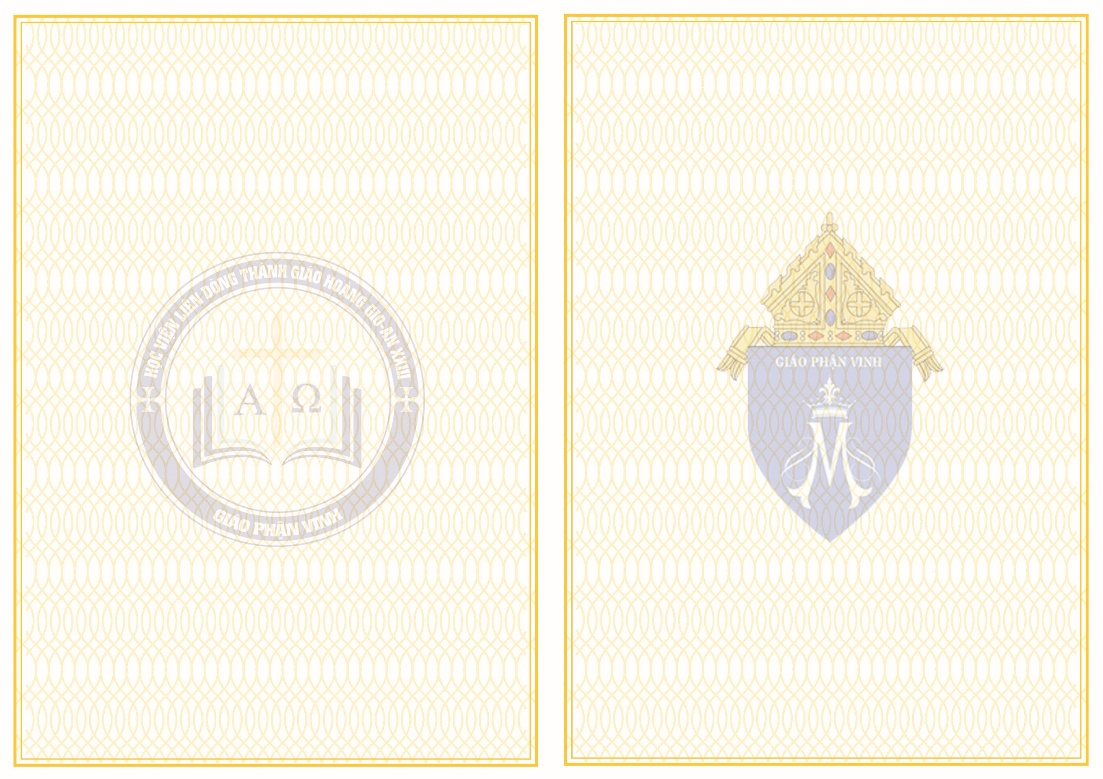 HỌC VIỆN LIÊN DÒNG THÁNH GIÁO HOÀNG GIO-AN XXIII
A Ω
GIÁO PHẬN VINH
GIÁO PHẬN VINH
M